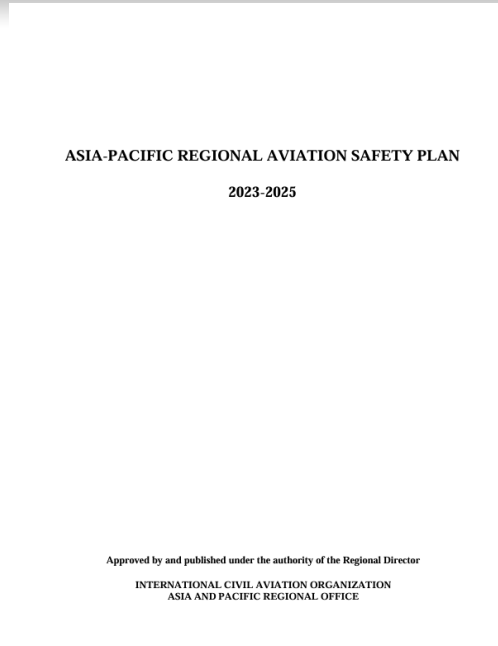 ASIA-PACIFIC REGIONAL AVIATION SAFETY PLAN
2023-2025
Approved by and published under the authority of the Regional Director
INTERNATIONAL CIVIL AVIATION ORGANIZATION
ASIA AND PACIFIC REGIONAL OFFICE